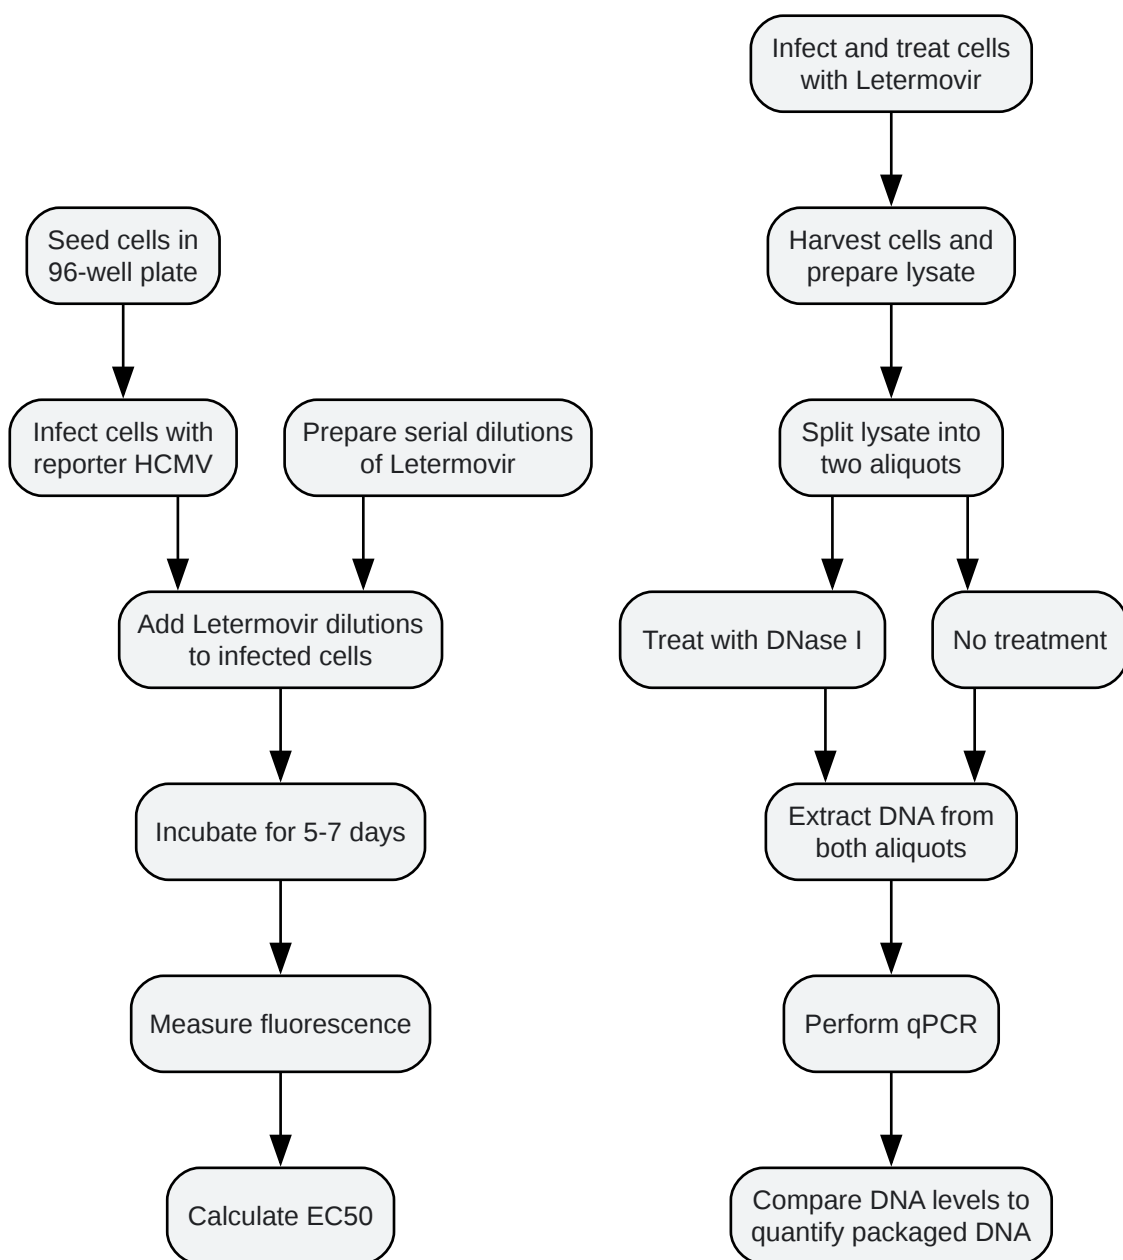 Seed cells in
96-well plate
Infect cells with
reporter HCMV
Prepare serial dilutions
of Letermovir
Add Letermovir dilutions
to infected cells
Incubate for 5-7 days
Measure fluorescence
Calculate EC50
Infect and treat cells
with Letermovir
Harvest cells and
prepare lysate
Split lysate into
two aliquots
Treat with DNase I
No treatment
Extract DNA from
both aliquots
Perform qPCR
Compare DNA levels to
quantify packaged DNA